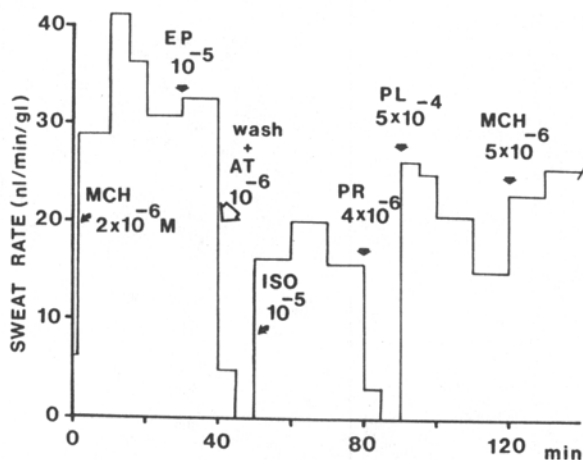 SWEAT RATE (nl/min/gl)
40
30
20
10
0
0
40
80
120
min
MCH
2x10⁻⁶M
EP
10⁻⁵
wash
+
AT
10⁻⁶
ISO
10⁻⁵
PR
4x10⁻⁶
PL
5x10⁻⁴
MCH
5x10⁻⁶